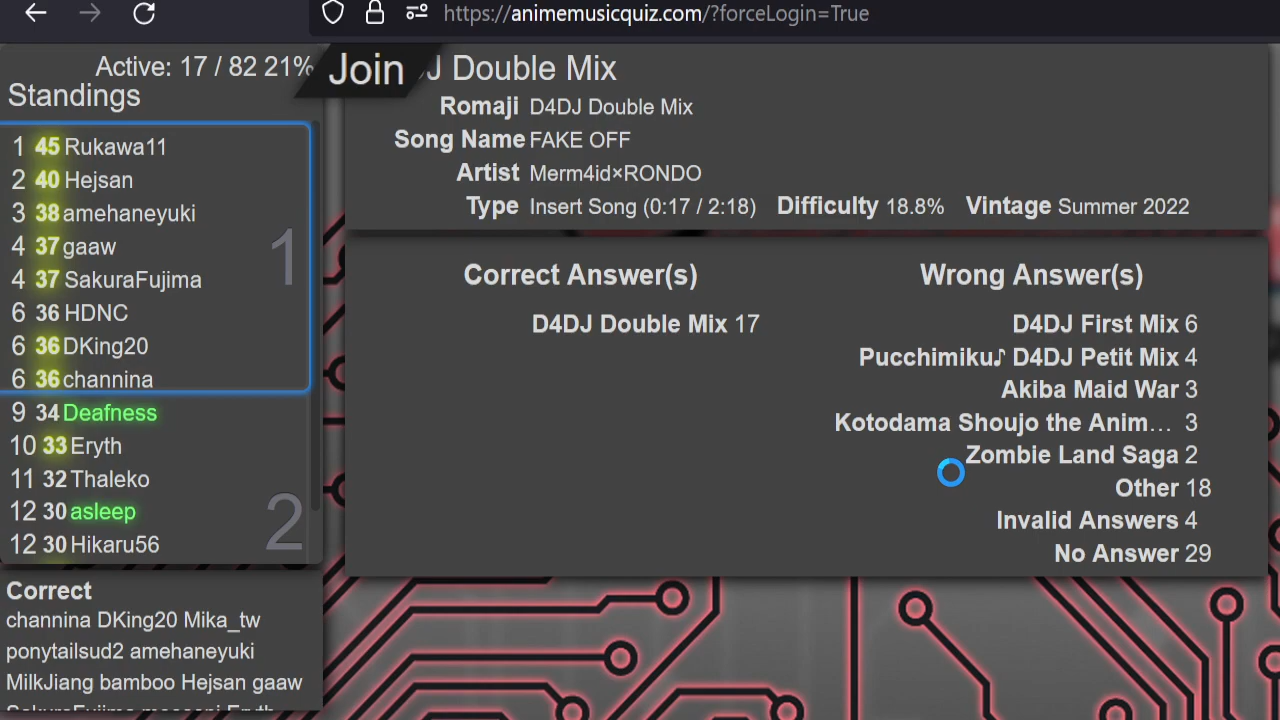 https://animemusicquiz.com/?forceLogin=True
Active: 17 / 82 21%
Join
J Double Mix
Standings
1 45 Rukawa11
2 40 Hejsan
3 38 amehaneyuki
4 37 gaaw
4 37 SakuraFujima
6 36 HDNC
6 36 DKing20
6 36 channina
1
9 34 Deafness
10 33 Eryth
11 32 Thaleko
12 30 asleep
12 30 Hikaru56
2
Correct
channina DKing20 Mika_tw
ponytailsud2 amehaneyuki
MilkJiang bamboo Hejsan gaaw
Romaji D4DJ Double Mix
Song Name FAKE OFF
Artist Merm4id×RONDO
Type Insert Song (0:17 / 2:18) Difficulty 18.8% Vintage Summer 2022
Correct Answer(s)
D4DJ Double Mix 17
Wrong Answer(s)
D4DJ First Mix 6
Pucchimiku♪ D4DJ Petit Mix 4
Akiba Maid War 3
Kotodama Shoujo the Anim… 3
Zombie Land Saga 2
Other 18
Invalid Answers 4
No Answer 29